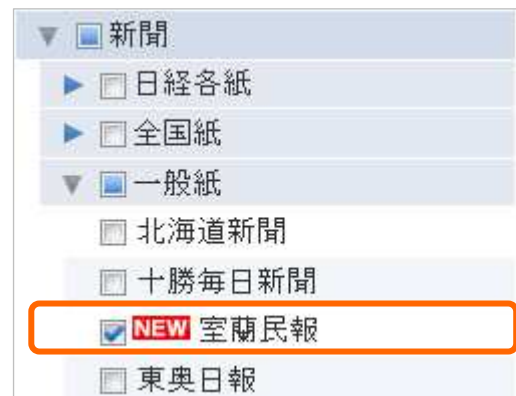 新聞
日経各紙
全国紙
一般紙
北海道新聞
十勝毎日新聞
NEW 室蘭民報
東奥日報